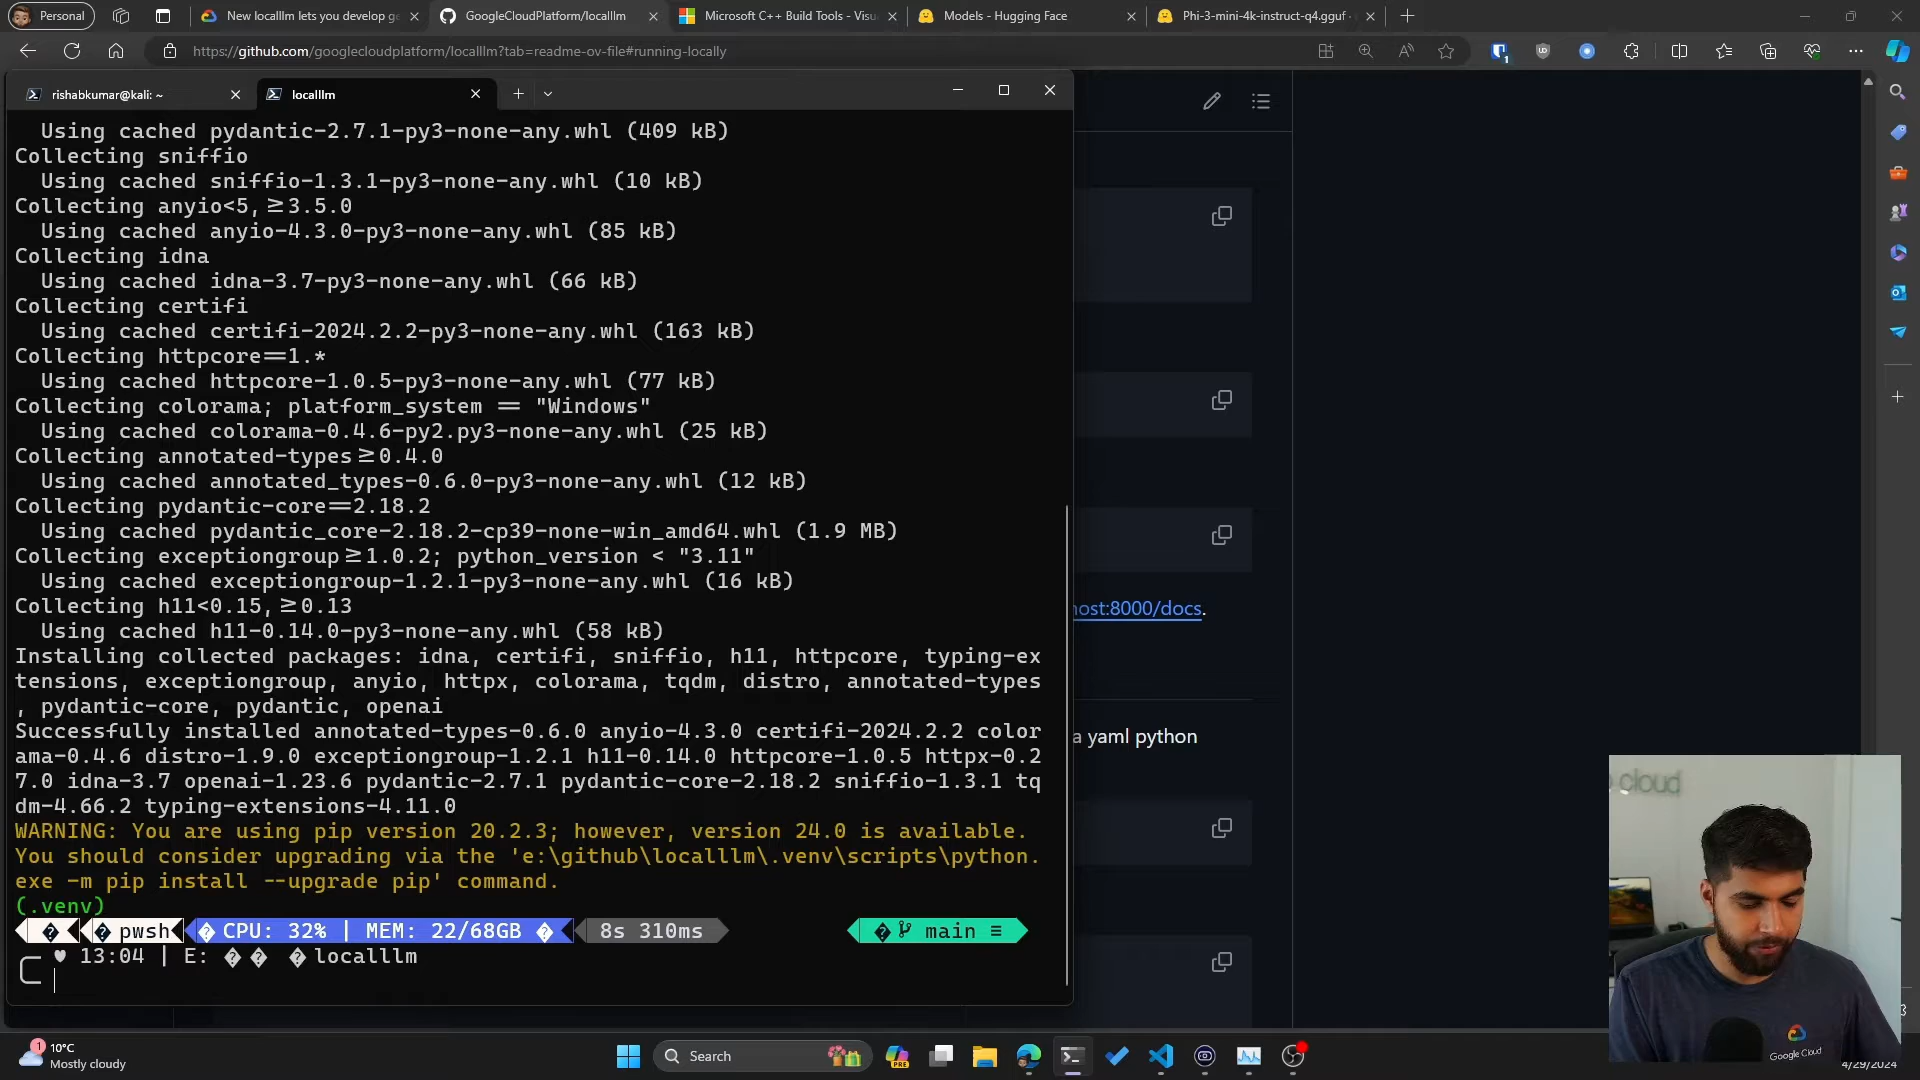 Personal
New localllm lets you develop ge
GoogleCloudPlatform/localllm
Microsoft C++ Build Tools - Visu
Models - Hugging Face
Phi-3-mini-4k-instruct-q4.gguf
https://github.com/googlecloudplatform/localllm?tab=readme-ov-file#running-locally
rishabkumar@kali: ~
localllm
Using cached pydantic-2.7.1-py3-none-any.whl (409 kB)
Collecting sniffio
Using cached sniffio-1.3.1-py3-none-any.whl (10 kB)
Collecting anyio<5,≥3.5.0
Using cached anyio-4.3.0-py3-none-any.whl (85 kB)
Collecting idna
Using cached idna-3.7-py3-none-any.whl (66 kB)
Collecting certifi
Using cached certifi-2024.2.2-py3-none-any.whl (163 kB)
Collecting httpcore==1.*
Using cached httpcore-1.0.5-py3-none-any.whl (77 kB)
Collecting colorama; platform_system == "Windows"
Using cached colorama-0.4.6-py2.py3-none-any.whl (25 kB)
Collecting annotated-types≥0.4.0
Using cached annotated_types-0.6.0-py3-none-any.whl (12 kB)
Collecting pydantic-core==2.18.2
Using cached pydantic_core-2.18.2-cp39-none-win_amd64.whl (1.9 MB)
Collecting exceptiongroup≥1.0.2; python_version < "3.11"
Using cached exceptiongroup-1.2.1-py3-none-any.whl (16 kB)
Collecting h11<0.15,≥0.13
Using cached h11-0.14.0-py3-none-any.whl (58 kB)
Installing collected packages: idna, certifi, sniffio, h11, httpcore, typing-ex
tensions, exceptiongroup, anyio, httpx, colorama, tqdm, distro, annotated-types
, pydantic-core, pydantic, openai
Successfully installed annotated-types-0.6.0 anyio-4.3.0 certifi-2024.2.2 color
ama-0.4.6 distro-1.9.0 exceptiongroup-1.2.1 h11-0.14.0 httpcore-1.0.5 httpx-0.2
7.0 idna-3.7 openai-1.23.6 pydantic-2.7.1 pydantic-core-2.18.2 sniffio-1.3.1 tq
dm-4.66.2 typing-extensions-4.11.0
WARNING: You are using pip version 20.2.3; however, version 24.0 is available.
You should consider upgrading via the 'e:\github\localllm\.venv\scripts\python.
exe -m pip install --upgrade pip' command.
(.venv)
pwsh CPU: 32% | MEM: 22/68GB 8s 310ms main ≡
♥ 13:04 | E: localllm
host:8000/docs.
a yaml python
cloud
Google Cloud
1
10°C
Mostly cloudy
Search
PRE
4/29/2024